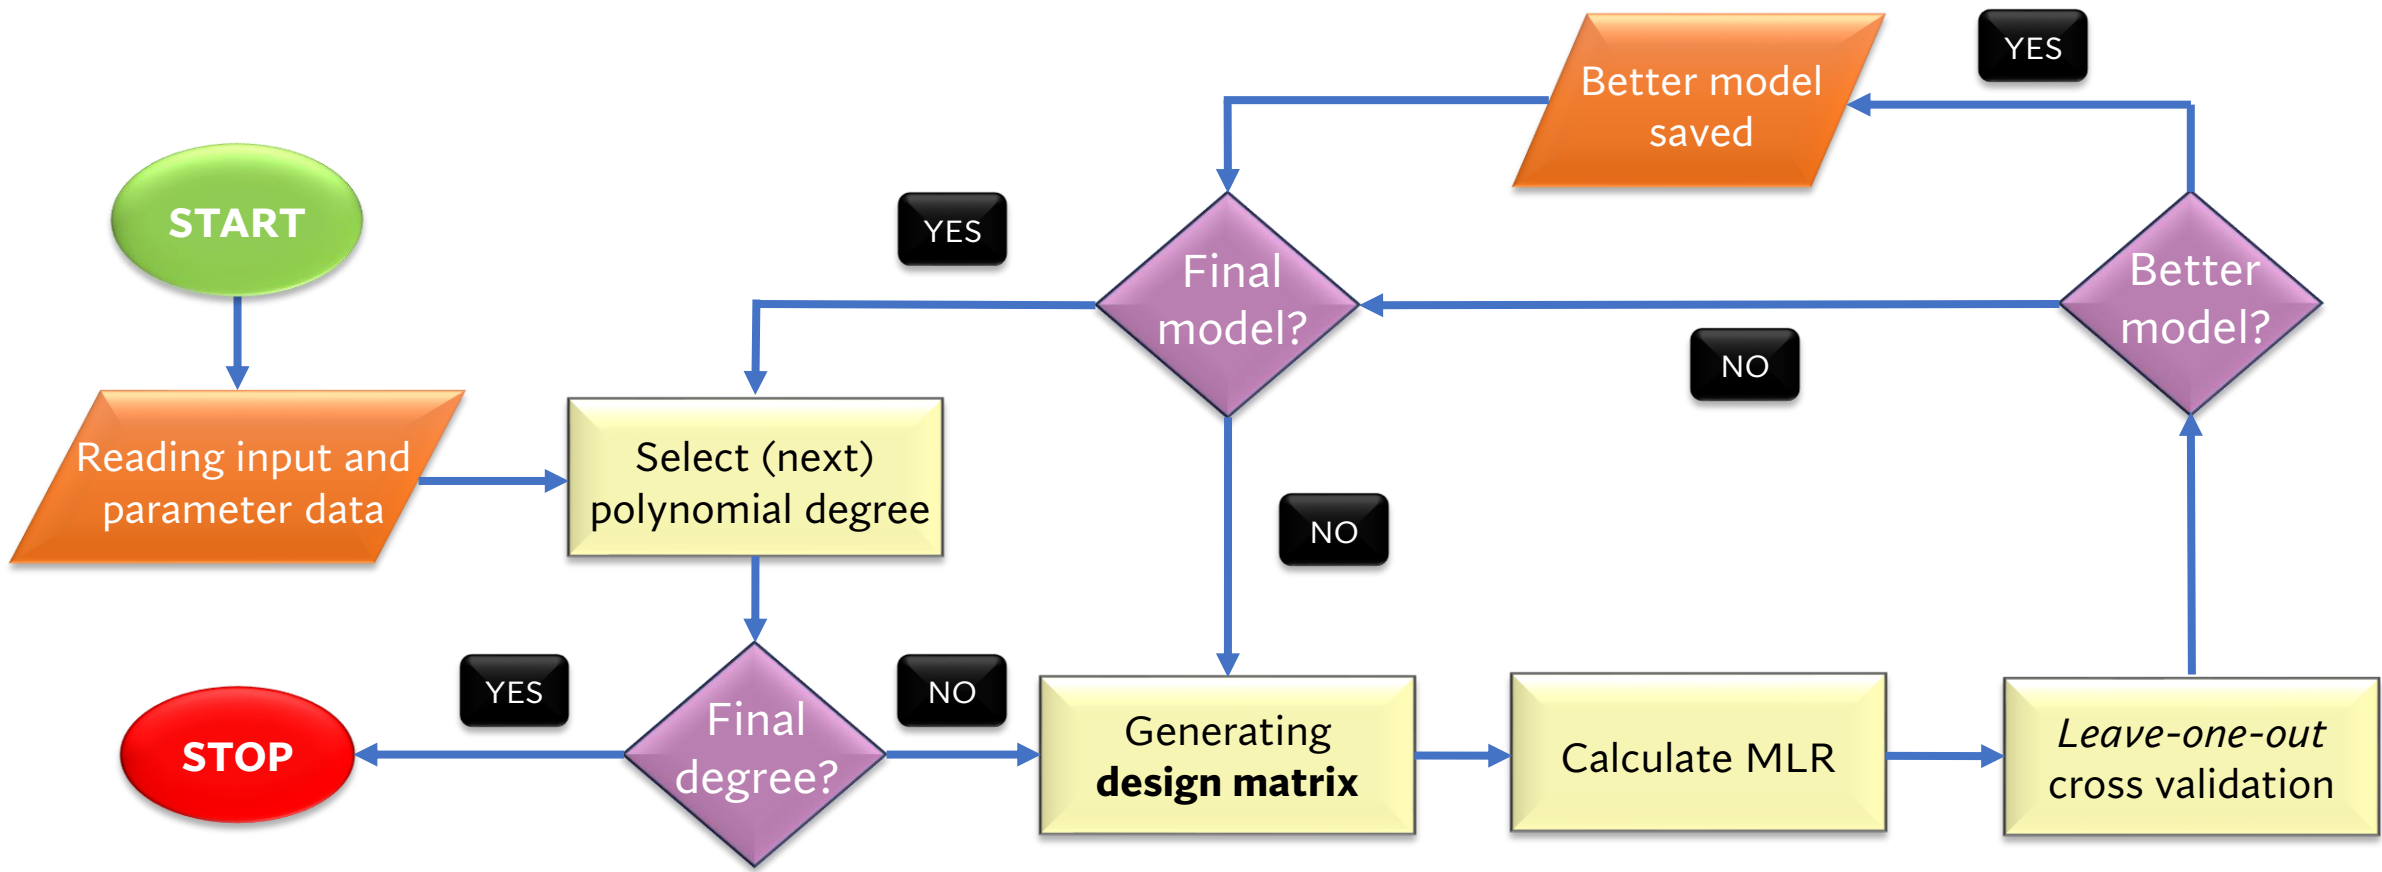 START
Reading input and
parameter data
Select (next)
polynomial degree
Final
degree?
YES
STOP
NO
Generating
design matrix
Calculate MLR
Leave-one-out
cross validation
Better
model?
YES
Better model
saved
NO
Final
model?
YES
NO